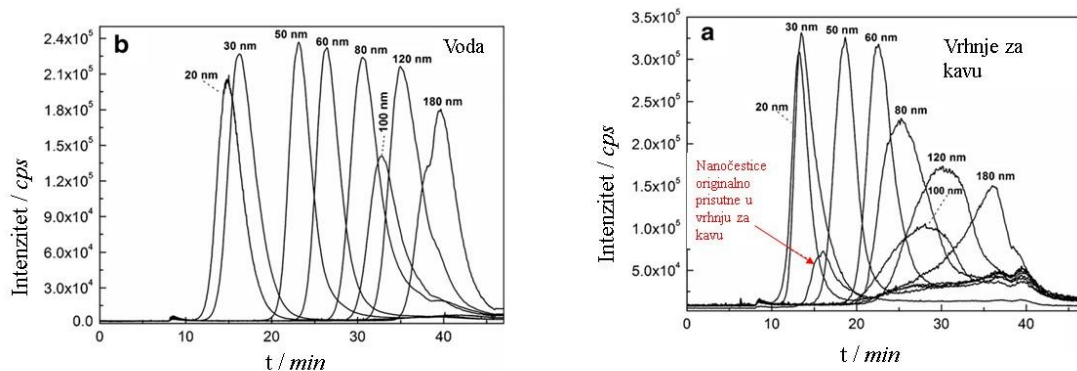 b
Voda
Intenzitet / cps
2.4x10⁵
2.1x10⁵
1.8x10⁵
1.5x10⁵
1.2x10⁵
9.0x10⁴
6.0x10⁴
3.0x10⁴
0.0
20 nm
30 nm
50 nm
60 nm
80 nm
100 nm
120 nm
180 nm
0 10 20 30 40
t / min
a
Vrhnje za
kavu
Intenzitet / cps
3.5x10⁵
3.0x10⁵
2.5x10⁵
2.0x10⁵
1.5x10⁵
1.0x10⁵
5.0x10⁴
30 nm
50 nm
60 nm
20 nm
80 nm
120 nm
100 nm
180 nm
Nanočestice
originalno
prisutne u
vrhnju za
kavu
0 10 20 30 40
t / min